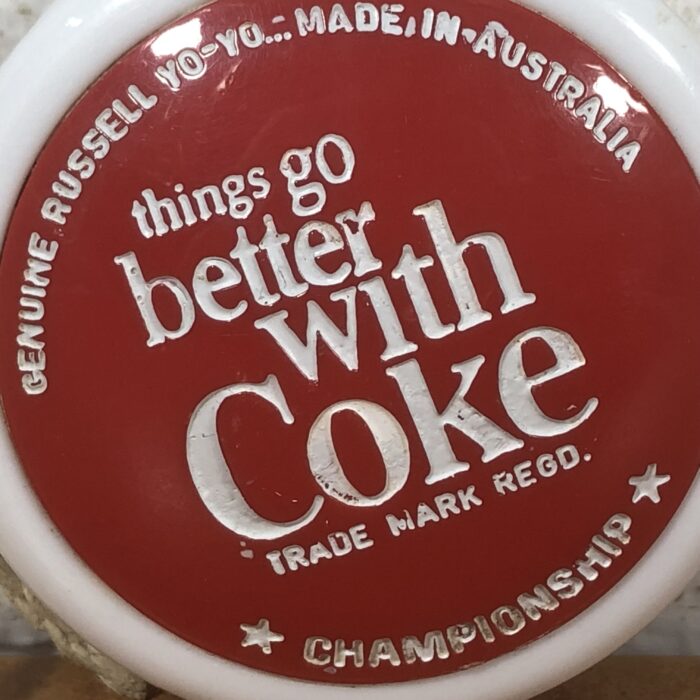 GENUINE RUSSELL YO-YO... MADE IN AUSTRALIA
things go
better
with
Coke
TRADE MARK REGD.
★ CHAMPIONSHIP ★